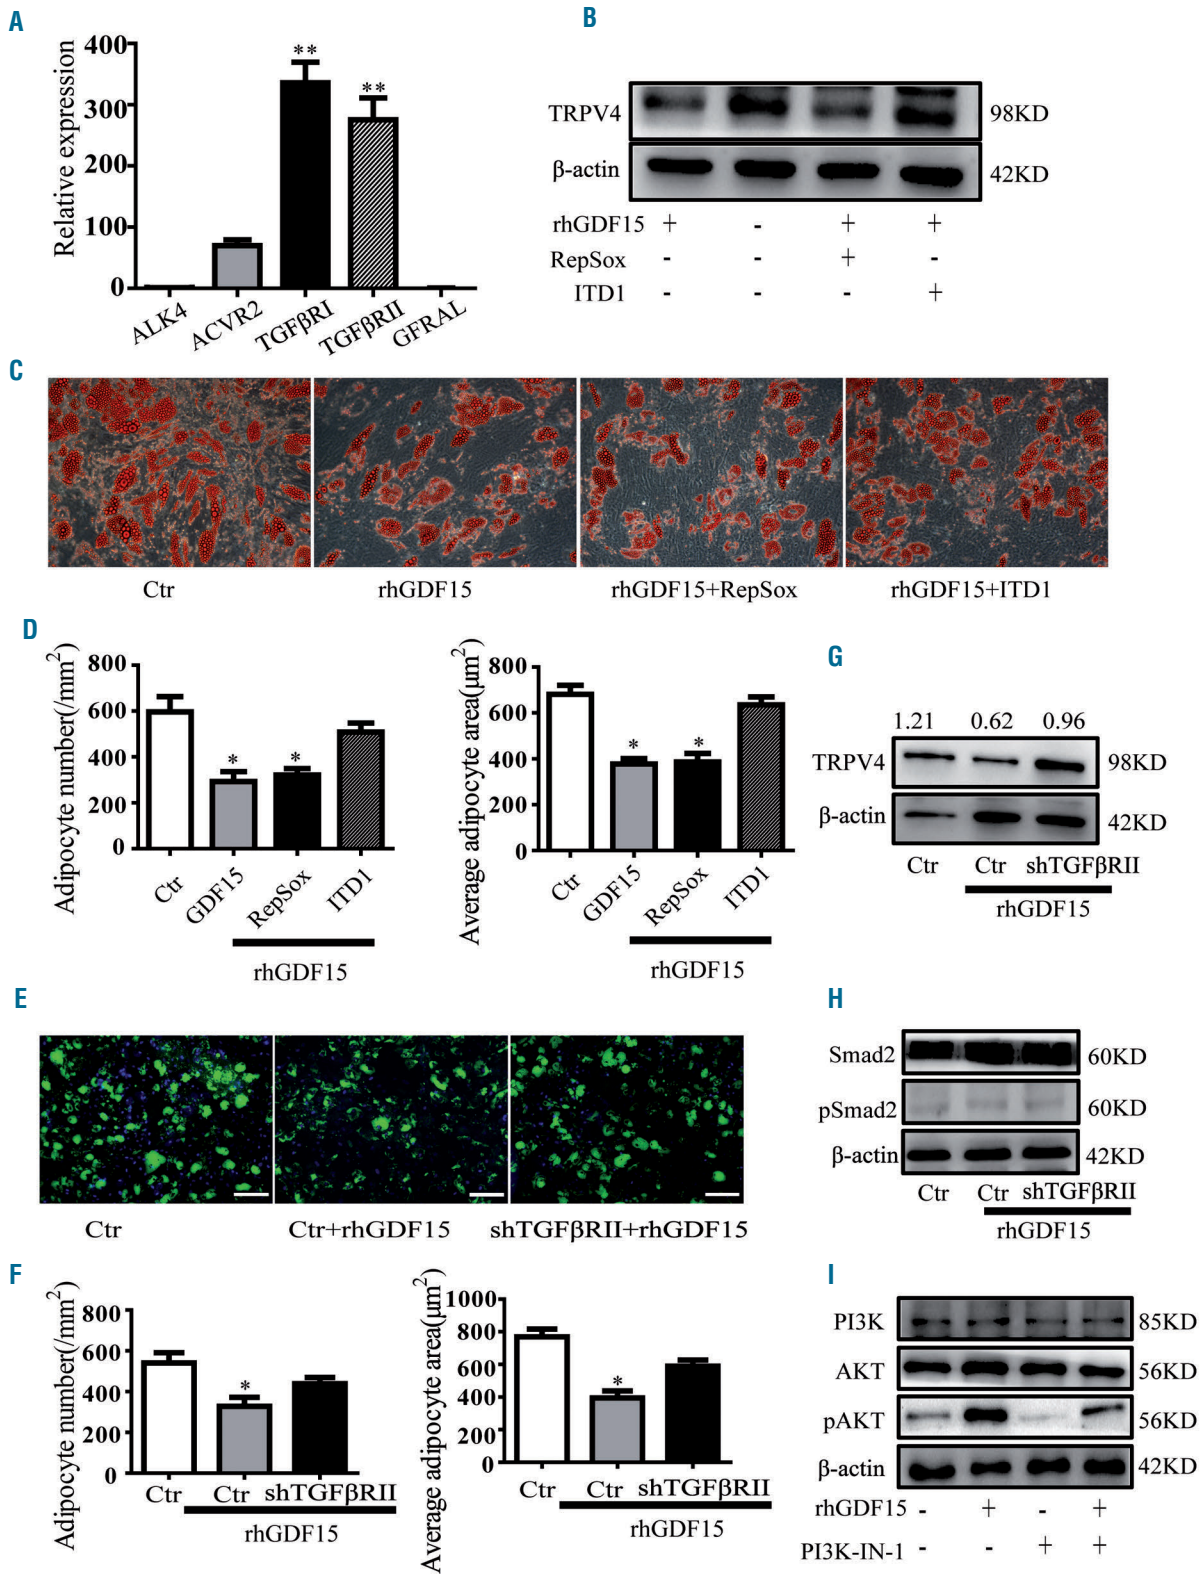 A
Relative expression
400
300
200
100
0
ALK4
ACVR2
TGFβRI
TGFβRII
GFRAL
**
**
B
TRPV4
98KD
β-actin
42KD
rhGDF15 + - + +
RepSox - - + -
ITD1 - - - +
C
Ctr
rhGDF15
rhGDF15+RepSox
rhGDF15+ITD1
D
Adipocyte number(/mm²)
800
600
400
200
0
*
*
Ctr
GDF15
RepSox
ITD1
rhGDF15
Average adipocyte area(μm²)
800
600
400
200
0
*
*
Ctr
GDF15
RepSox
ITD1
rhGDF15
G
1.21 0.62 0.96
TRPV4
98KD
β-actin
42KD
Ctr Ctr shTGFβRII
rhGDF15
E
Ctr
Ctr+rhGDF15
shTGFβRII+rhGDF15
H
Smad2
60KD
pSmad2
60KD
β-actin
42KD
Ctr Ctr shTGFβRII
rhGDF15
F
Adipocyte number(/mm²)
800
600
400
200
0
*
Ctr Ctr shTGFβRII
rhGDF15
Average adipocyte area(μm²)
1000
800
600
400
200
0
*
Ctr Ctr shTGFβRII
rhGDF15
I
PI3K
85KD
AKT
56KD
pAKT
56KD
β-actin
42KD
rhGDF15 - + - +
PI3K-IN-1 - - + +